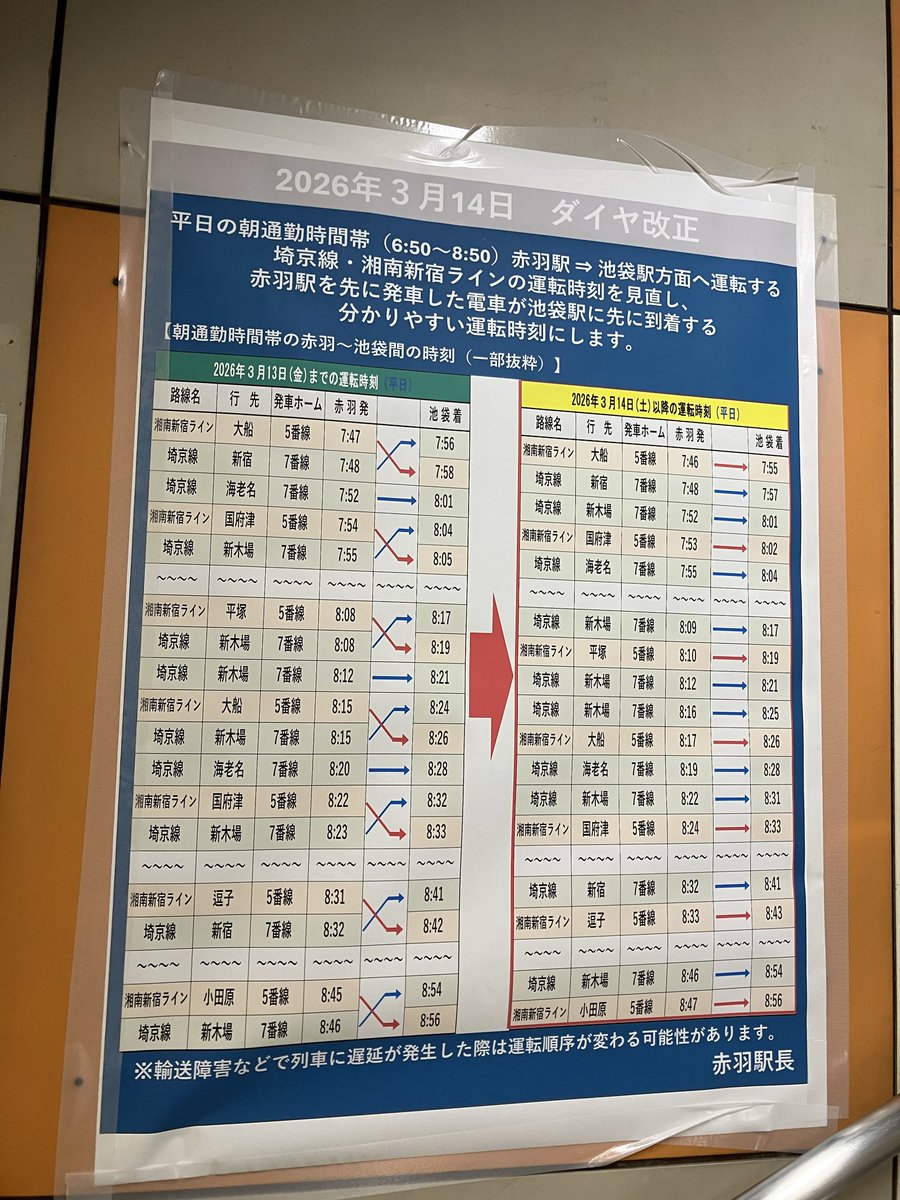 2026年3月14日 ダイヤ改正
平日の朝通勤時間帯（6:50～8:50）赤羽駅⇒池袋駅方面へ運転する
埼京線・湘南新宿ラインの運転時刻を見直し、
赤羽駅を先に発車した電車が池袋駅に先に到着する
分かりやすい運転時刻にします。
【朝通勤時間帯の赤羽～池袋間の時刻（一部抜粋）】
2026年3月13日(金)までの運転時刻（平日）
路線名 行先 発車ホーム 赤羽発 池袋着
湘南新宿ライン 大船 5番線 7:47 7:56
埼京線 新宿 7番線 7:48 7:58
埼京線 海老名 7番線 7:52 8:01
湘南新宿ライン 国府津 5番線 7:54 8:04
埼京線 新木場 7番線 7:55 8:05
～～～～ ～～～～ ～～～～ ～～～～ ～～～～ ～～～～
湘南新宿ライン 平塚 5番線 8:08 8:17
埼京線 新木場 7番線 8:08 8:19
埼京線 新木場 7番線 8:12 8:21
湘南新宿ライン 大船 5番線 8:15 8:24
埼京線 新木場 7番線 8:15 8:26
埼京線 海老名 7番線 8:20 8:28
湘南新宿ライン 国府津 5番線 8:22 8:32
埼京線 新木場 7番線 8:23 8:33
～～～～ ～～～～ ～～～～ ～～～～ ～～～～ ～～～～
湘南新宿ライン 逗子 5番線 8:31 8:41
埼京線 新宿 7番線 8:32 8:42
～～～～ ～～～～ ～～～～ ～～～～ ～～～～ ～～～～
湘南新宿ライン 小田原 5番線 8:45 8:54
埼京線 新木場 7番線 8:46 8:56
2026年3月14日(土)以降の運転時刻（平日）
路線名 行先 発車ホーム 赤羽発 池袋着
湘南新宿ライン 大船 5番線 7:46 7:55
埼京線 新宿 7番線 7:48 7:57
埼京線 新木場 7番線 7:52 8:01
湘南新宿ライン 国府津 5番線 7:53 8:02
埼京線 海老名 7番線 7:55 8:04
～～～～ ～～～～ ～～～～ ～～～～ ～～～～ ～～～～
埼京線 新木場 7番線 8:09 8:17
湘南新宿ライン 平塚 5番線 8:10 8:19
埼京線 新木場 7番線 8:12 8:21
埼京線 新木場 7番線 8:16 8:25
湘南新宿ライン 大船 5番線 8:17 8:26
埼京線 海老名 7番線 8:19 8:28
埼京線 新木場 7番線 8:22 8:31
湘南新宿ライン 国府津 5番線 8:24 8:33
～～～～ ～～～～ ～～～～ ～～～～ ～～～～ ～～～～
埼京線 新宿 7番線 8:32 8:41
湘南新宿ライン 逗子 5番線 8:33 8:43
～～～～ ～～～～ ～～～～ ～～～～ ～～～～ ～～～～
埼京線 新木場 7番線 8:46 8:54
湘南新宿ライン 小田原 5番線 8:47 8:56
※輸送障害などで列車に遅延が発生した際は運転順序が変わる可能性があります。
赤羽駅長